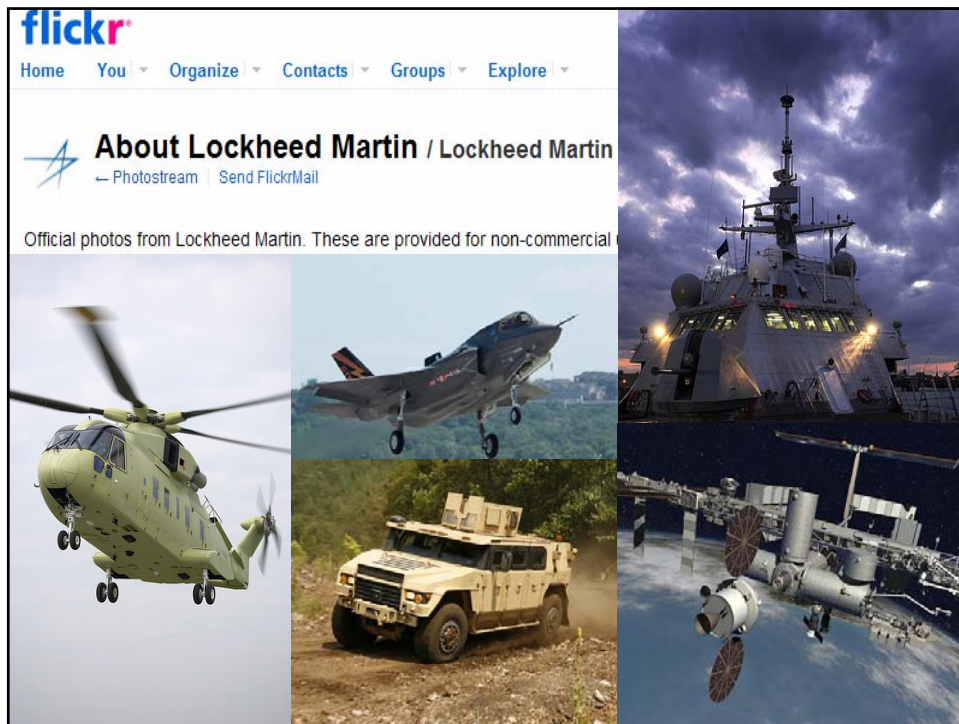 flickr
Home You Organize Contacts Groups Explore
About Lockheed Martin / Lockheed Martin
← Photostream Send FlickrMail
Official photos from Lockheed Martin. These are provided for non-commercial